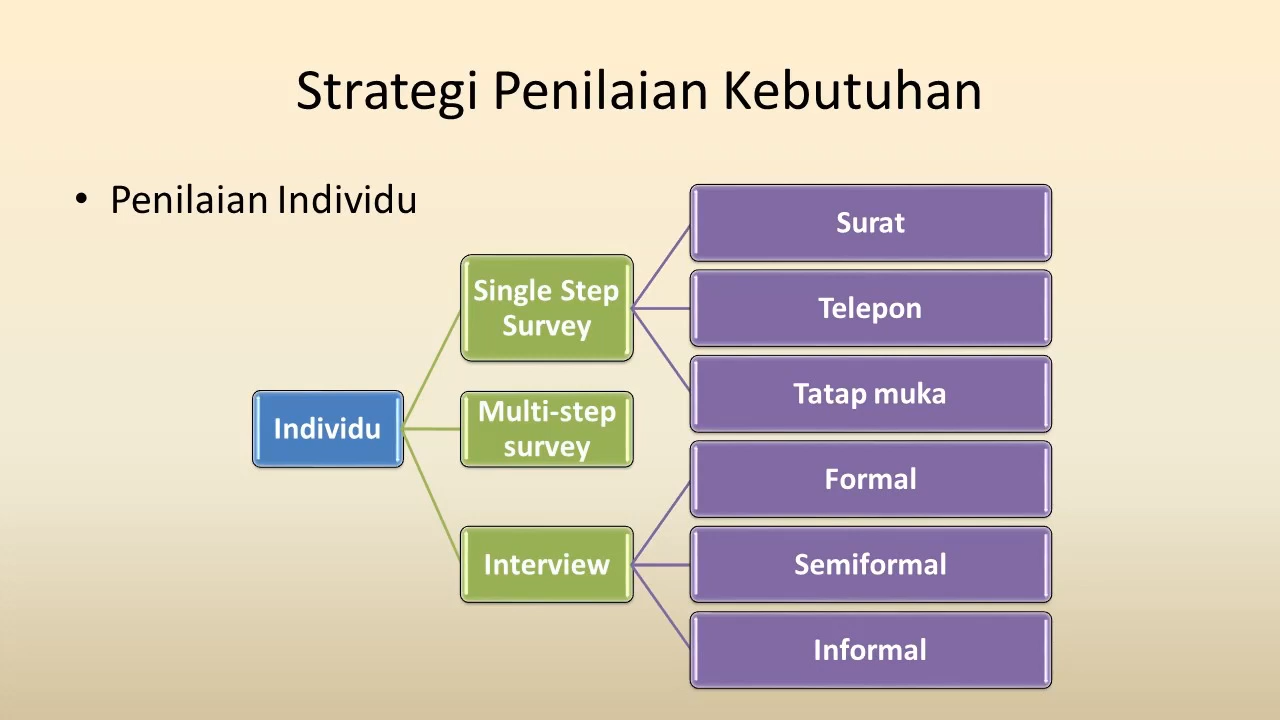 Strategi Penilaian Kebutuhan
• Penilaian Individu
Individu
Single Step
Survey
Surat
Telepon
Tatap muka
Multi-step
survey
Interview
Formal
Semiformal
Informal